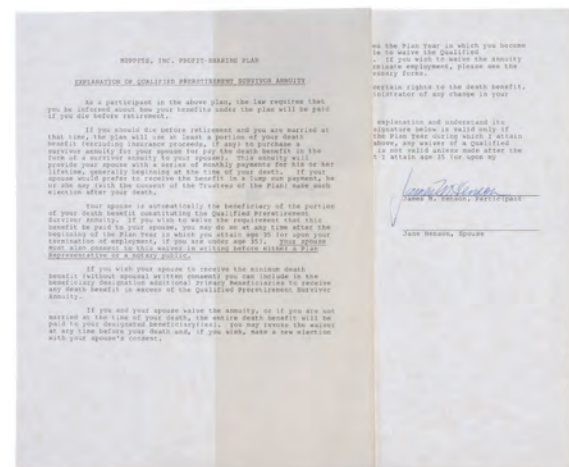 MUPPETS, INC. PROFIT-SHARING PLAN
EXPLANATION OF QUALIFIED PRERETIREMENT SURVIVOR ANNUITY
As a participant in the above plan, the law requires that
you be informed about how your benefits under the plan will be paid
if you die before retirement.
If you should die before retirement and you are married at
that time, the plan will use at least a portion of your death
benefit (excluding insurance proceeds, if any) to purchase a
survivor annuity for your spouse (or pay the death benefit in the
form of a survivor annuity to your spouse). This annuity will
provide your spouse with a series of monthly payments for his or her
lifetime, generally beginning at the time of your death. If your
spouse would prefer to receive the benefit in a lump sum payment, he
or she may (with the consent of the Trustees of the Plan) make such
election after your death.
Your spouse is automatically the beneficiary of the portion
of your death benefit constituting the Qualified Preretirement
Survivor Annuity. If you wish to waive the requirement that this
benefit be paid to your spouse, you may do so at any time after the
beginning of the Plan Year in which you attain age 35 (or upon your
termination of employment, if you are under age 35). Your spouse
must also consent to this waiver in writing before either a Plan
Representative or a notary public.
If you wish your spouse to receive the minimum death
benefit (without spousal written consent) you can include in the
beneficiary designation additional Primary Beneficiaries to receive
any death benefit in excess of the Qualified Preretirement Survivor
Annuity.
If you and your spouse waive the annuity, or if you are not
married at the time of your death, the entire death benefit will be
paid to your designated beneficiary(ies). You may revoke the waiver
at any time before your death and, if you wish, make a new election
with your spouse's consent.
the Plan Year in which you become
to waive the Qualified
. If you wish to waive the annuity
terminate employment, please see the
necessary forms.
certain rights to the death benefit.
of any change in your
explanation and understand its
signature below is valid only if
above, any waiver of a Qualified
is not valid unless made after the
the Plan Year during which I attain
I attain age 35 (or upon my
James M. Henson, Participant
Jane Henson, Spouse